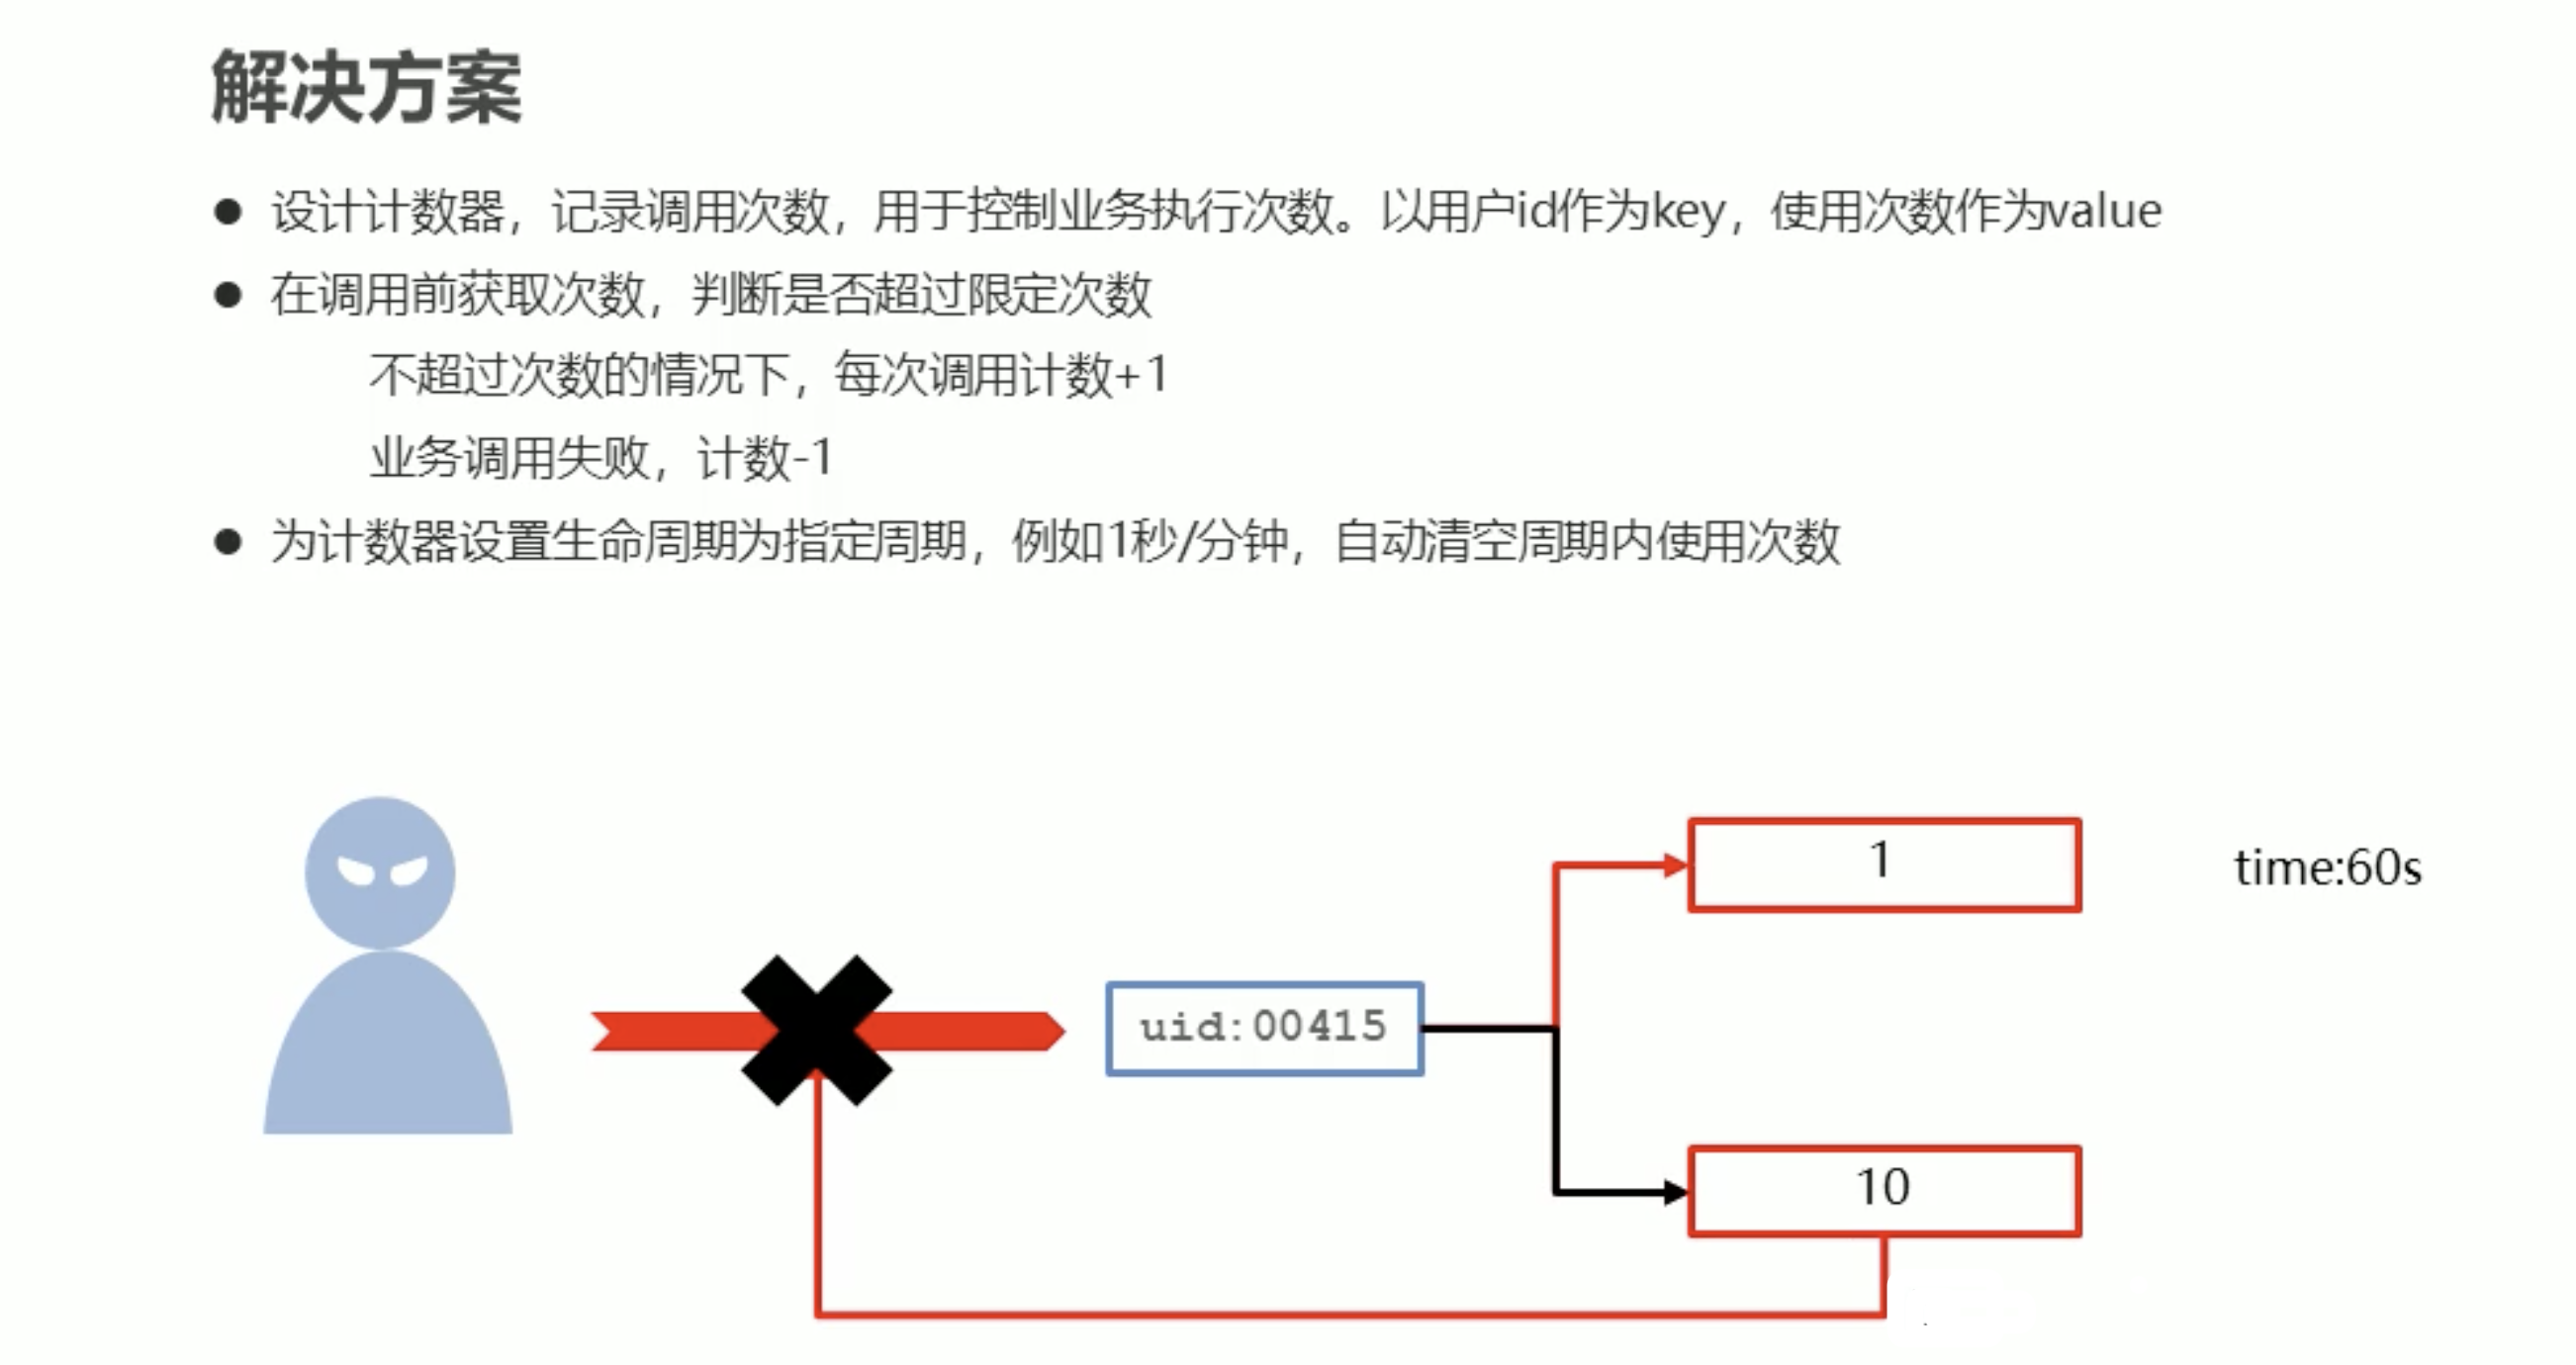 解决方案
设计计数器，记录调用次数，用于控制业务执行次数。以用户id作为key，使用次数作为value
在调用前获取次数，判断是否超过限定次数
不超过次数的情况下，每次调用计数+1
业务调用失败，计数-1
为计数器设置生命周期为指定周期，例如1秒/分钟，自动清空周期内使用次数
1
time:60s
uid:00415
10